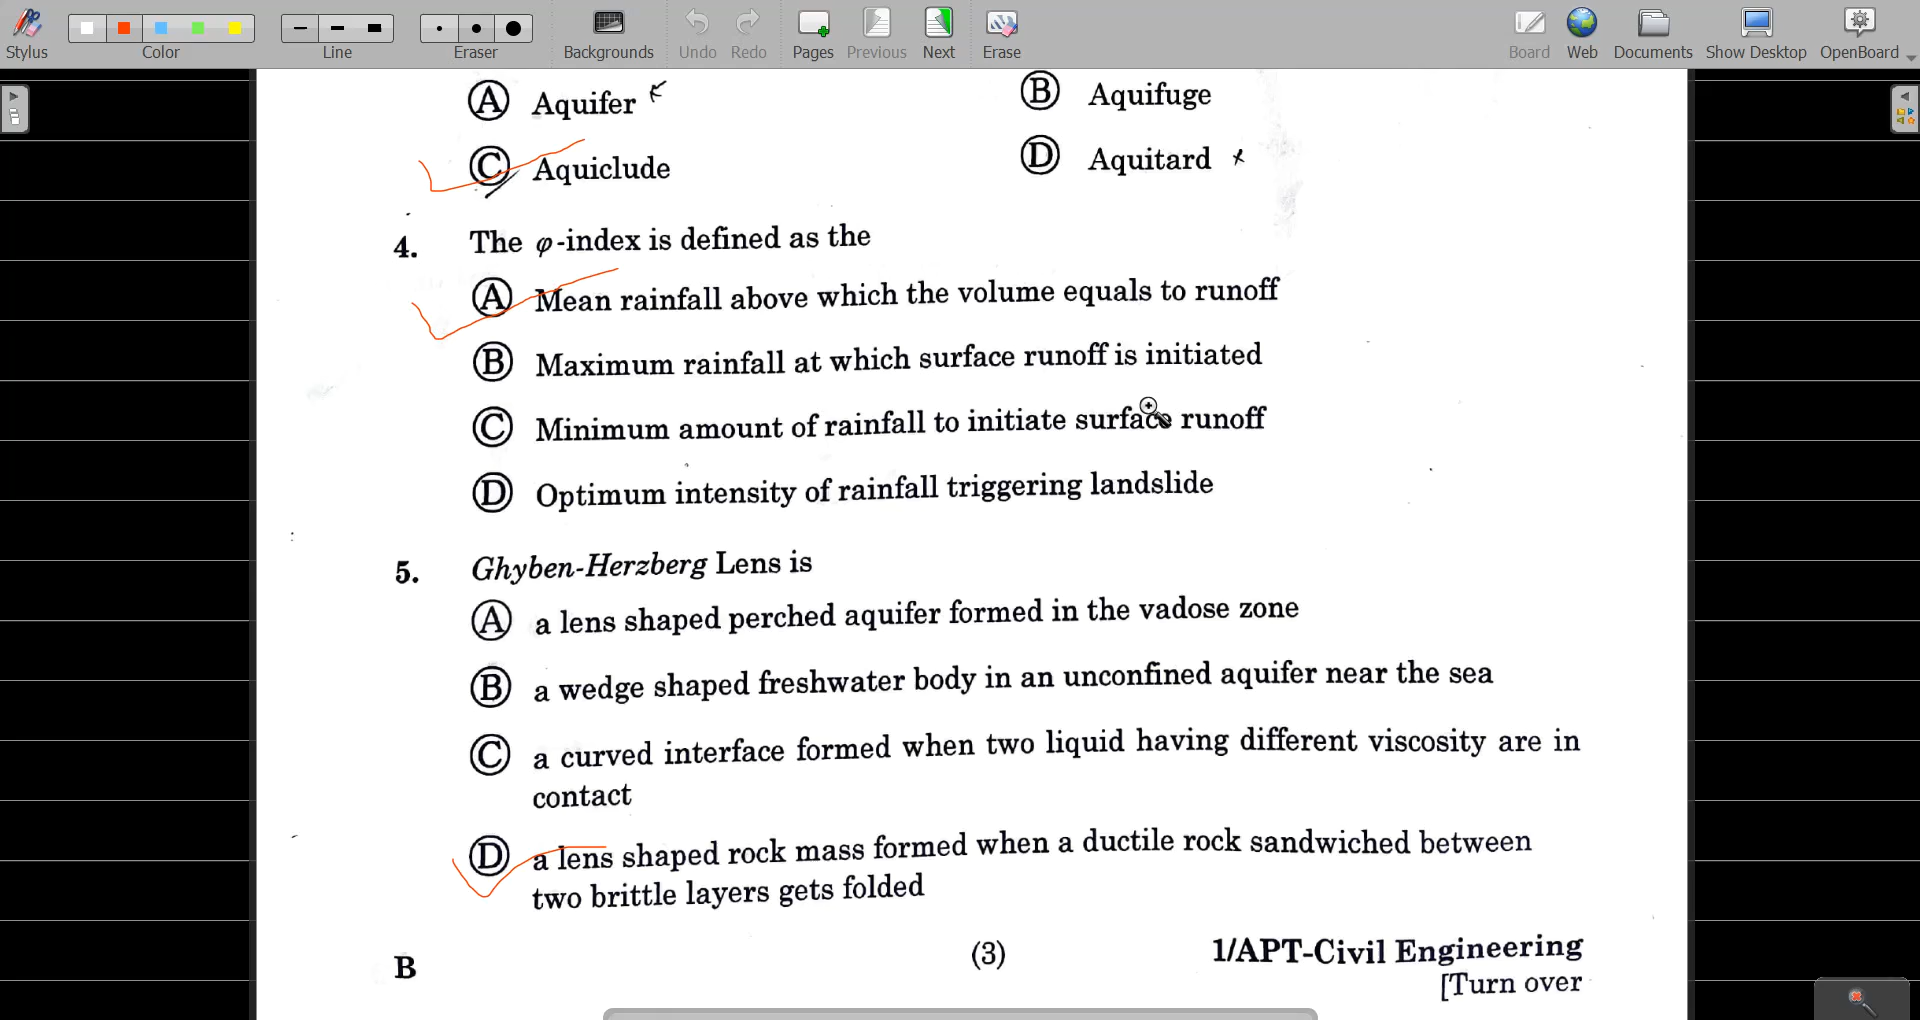 Stylus
Color
Line
Eraser
Backgrounds
Undo Redo
Pages
Previous
Next
Erase
Board
Web
Documents
Show Desktop
OpenBoard
A Aquifer
B Aquifuge
C Aquiclude
D Aquitard
4. The φ-index is defined as the
A Mean rainfall above which the volume equals to runoff
B Maximum rainfall at which surface runoff is initiated
C Minimum amount of rainfall to initiate surface runoff
D Optimum intensity of rainfall triggering landslide
5. Ghyben-Herzberg Lens is
A a lens shaped perched aquifer formed in the vadose zone
B a wedge shaped freshwater body in an unconfined aquifer near the sea
C a curved interface formed when two liquid having different viscosity are in
contact
D a lens shaped rock mass formed when a ductile rock sandwiched between
two brittle layers gets folded
B
(3)
1/APT-Civil Engineering
[Turn over